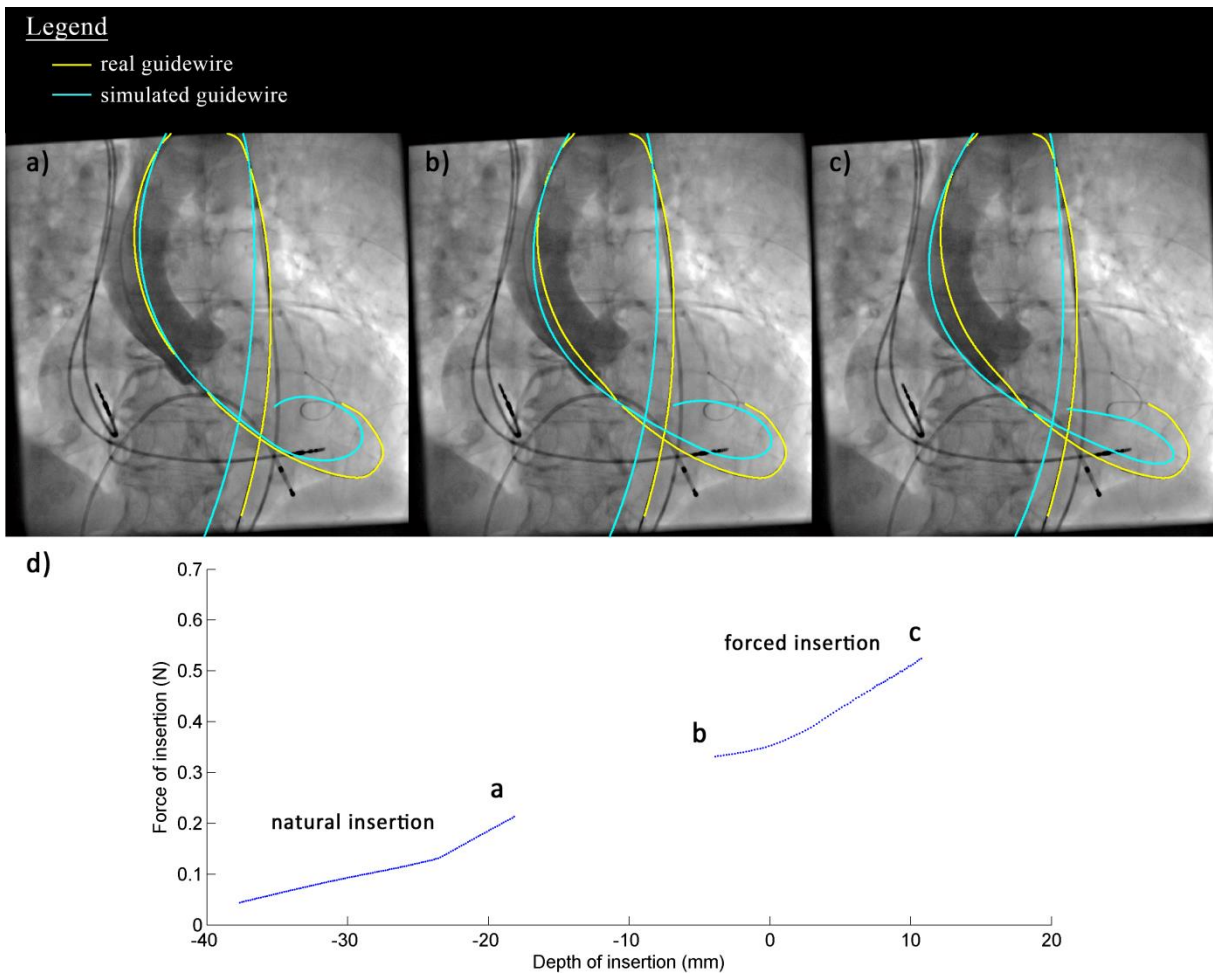 Legend
real guidewire
simulated guidewire
a)
b)
c)
d)
0.7
0.6
0.5
0.4
0.3
0.2
0.1
0
Force of insertion (N)
forced insertion
c
b
a
natural insertion
-40
-30
-20
-10
0
10
20
Depth of insertion (mm)